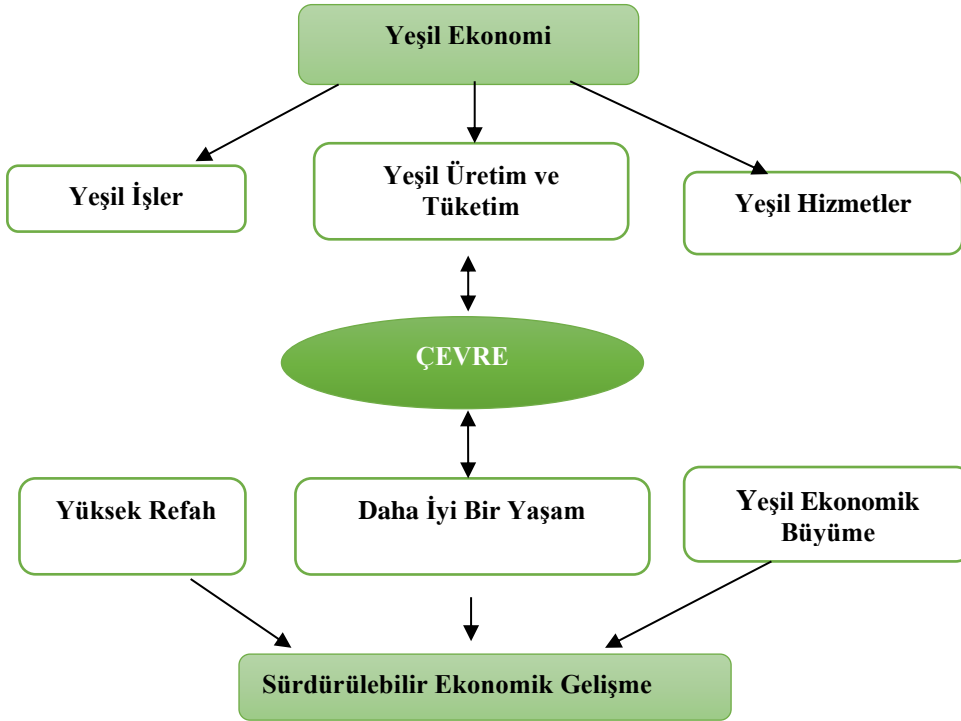 Yeşil Ekonomi
Yeşil İşler
Yeşil Üretim ve
Tüketim
Yeşil Hizmetler
ÇEVRE
Yüksek Refah
Daha İyi Bir Yaşam
Yeşil Ekonomik
Büyüme
Sürdürülebilir Ekonomik Gelişme